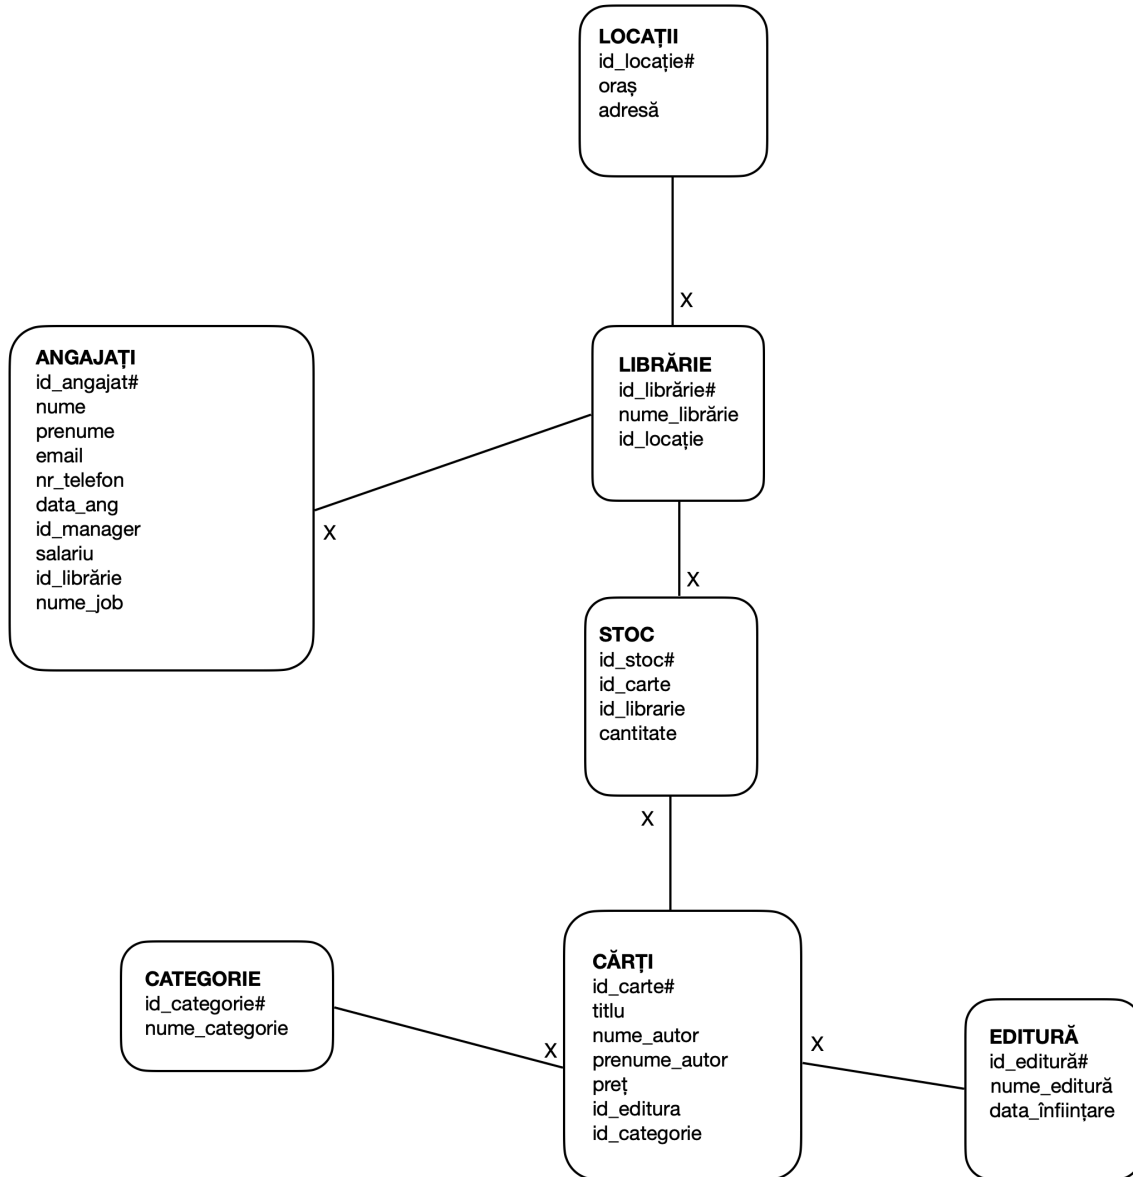 LOCAȚII
id_locație#
oraș
adresă
X
ANGAJAȚI
id_angajat#
nume
prenume
email
nr_telefon
data_ang
id_manager
salariu
id_librărie
nume_job
X
LIBRĂRIE
id_librărie#
nume_librărie
id_locație
X
STOC
id_stoc#
id_carte
id_librarie
cantitate
X
CATEGORIE
id_categorie#
nume_categorie
X
CĂRȚI
id_carte#
titlu
nume_autor
prenume_autor
preț
id_editura
id_categorie
X
EDITURĂ
id_editură#
nume_editură
data_înființare